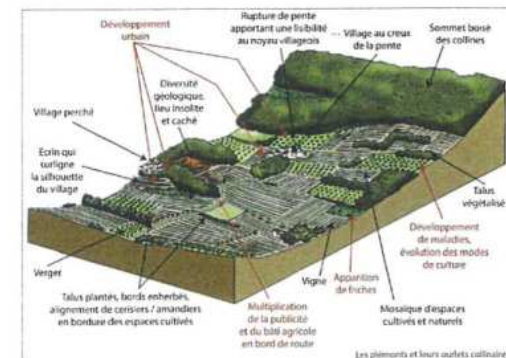 Développement
urbain
Rupture de pente
apportant une lisibilité
au noyau villageois
... Village au creux
de la pente
Sommet boisé
des collines
Diversité
géologique,
lieu insolite
et caché
Village perché
Ecrin qui
surligne
la silhouette
du village
Talus
végétalisé
Développement
de maladies,
évolution des modes
de culture
Verger
Vigne
Apparition
de friches
Talus plantés, bords enherbés,
alignement de cerisiers / amandiers
en bordure des espaces cultivés
Multiplication
de la publicité
et du bâti agricole
en bord de route
Mosaïque d'espaces
cultivés et naturels
Les piémonts et leurs ourlets collinaire